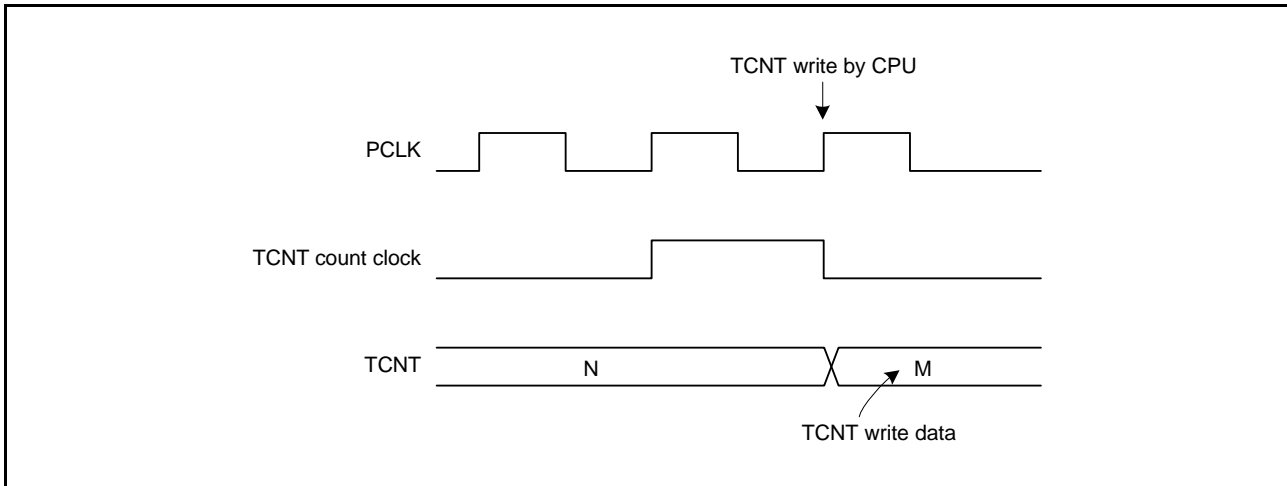 TCNT write by CPU
PCLK
TCNT count clock
TCNT
N
M
TCNT write data